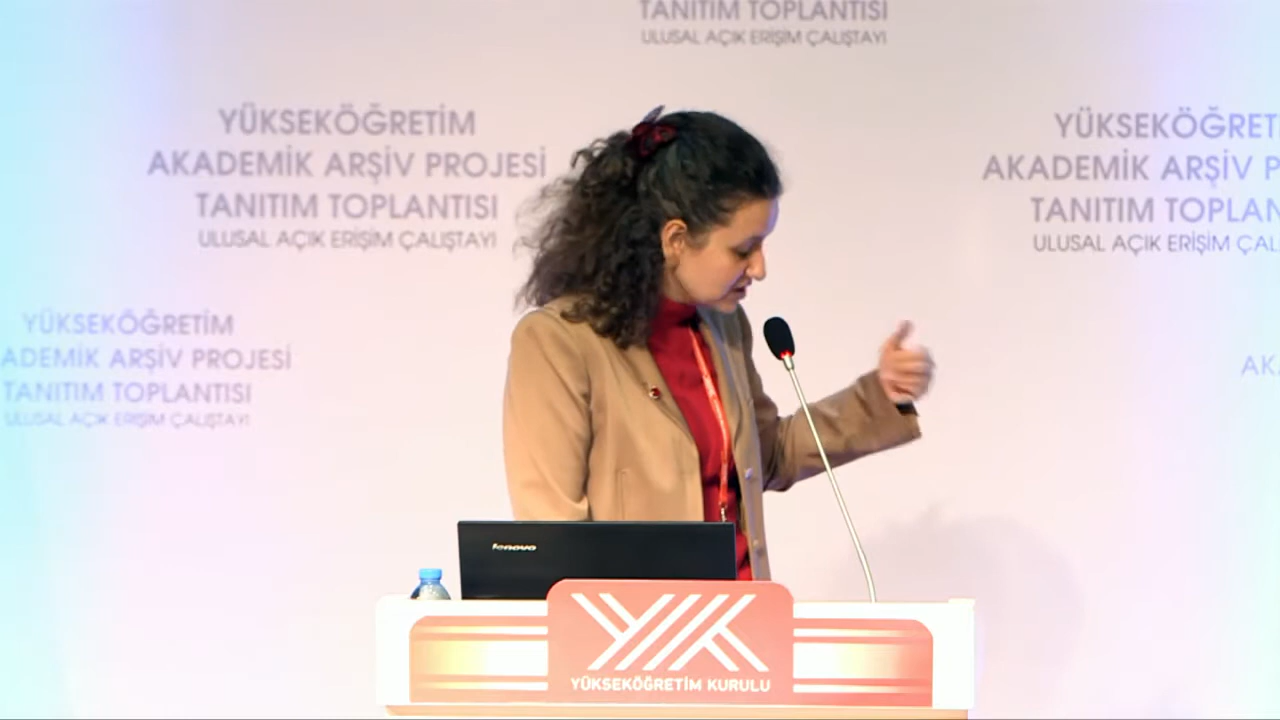 TANITIM TOPLANTISI
ULUSAL AÇIK ERİŞİM ÇALIŞTAYI
YÜKSEKÖĞRETİM
AKADEMİK ARŞİV PROJESİ
TANITIM TOPLANTISI
ULUSAL AÇIK ERİŞİM ÇALIŞTAYI
YÜKSEKÖĞRET
AKADEMİK ARŞİV P
TANITIM TOPLAN
ULUSAL AÇIK ERİŞİM ÇAL
YÜKSEKÖĞRETİM
ADEMİK ARŞİV PROJESİ
TANITIM TOPLANTISI
ULUSAL AÇIK ERİŞİM ÇALIŞTAYI
AKA
lenovo
YÖK
YÜKSEKÖĞRETİM KURULU